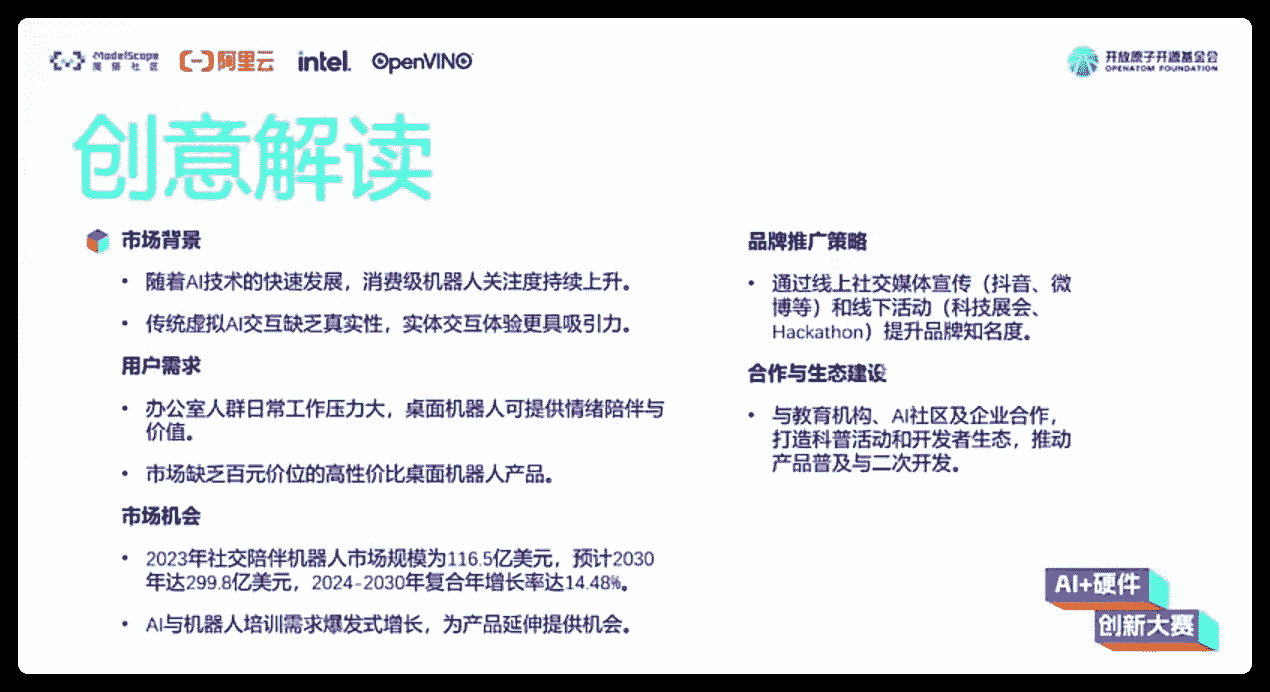 ModelScope
魔搭社区
阿里云
intel.
OpenVINO
开放原子开源基金会
OPENATOM FOUNDATION
创意解读
市场背景
• 随着AI技术的快速发展，消费级机器人关注度持续上升。
• 传统虚拟AI交互缺乏真实性，实体交互体验更具吸引力。
用户需求
• 办公室人群日常工作压力大，桌面机器人可提供情绪陪伴与
价值。
• 市场缺乏百元价位的高性价比桌面机器人产品。
市场机会
• 2023年社交陪伴机器人市场规模为116.5亿美元，预计2030
年达299.8亿美元，2024-2030年复合年增长率达14.48%。
• AI与机器人培训需求爆发式增长，为产品延伸提供机会。
品牌推广策略
• 通过线上社交媒体宣传（抖音、微
博等）和线下活动（科技展会、
Hackathon）提升品牌知名度。
合作与生态建设
• 与教育机构、AI社区及企业合作，
打造科普活动和开发者生态，推动
产品普及与二次开发。
AI+硬件
创新大赛